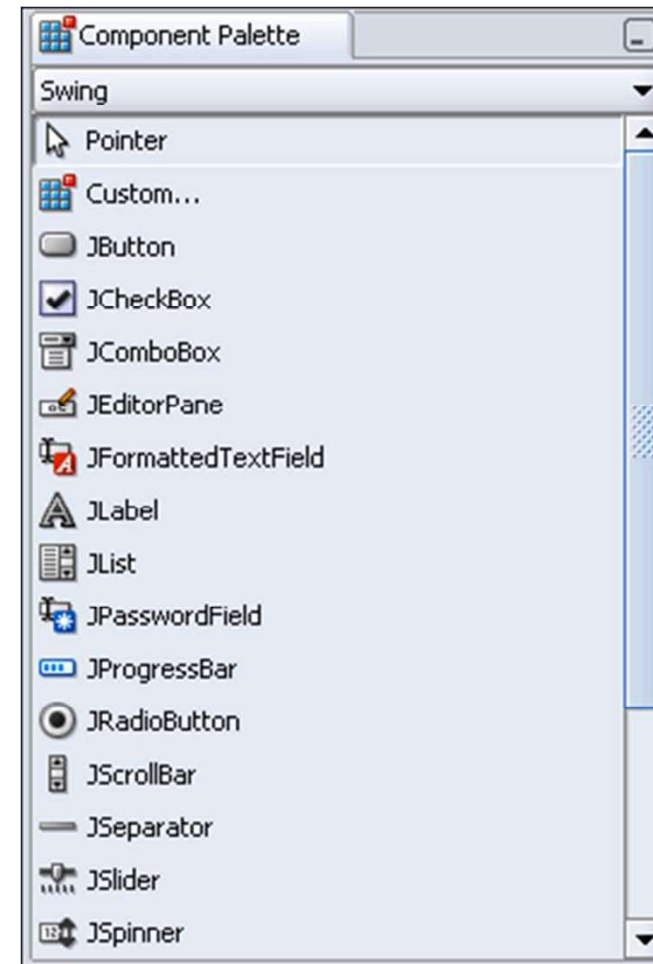 Component Palette
Swing
Pointer
Custom...
JButton
JCheckBox
JComboBox
JEditorPane
JFormattedTextField
JLabel
JList
JPasswordField
JProgressBar
JRadioButton
JScrollBar
JSeparator
JSlider
JSpinner